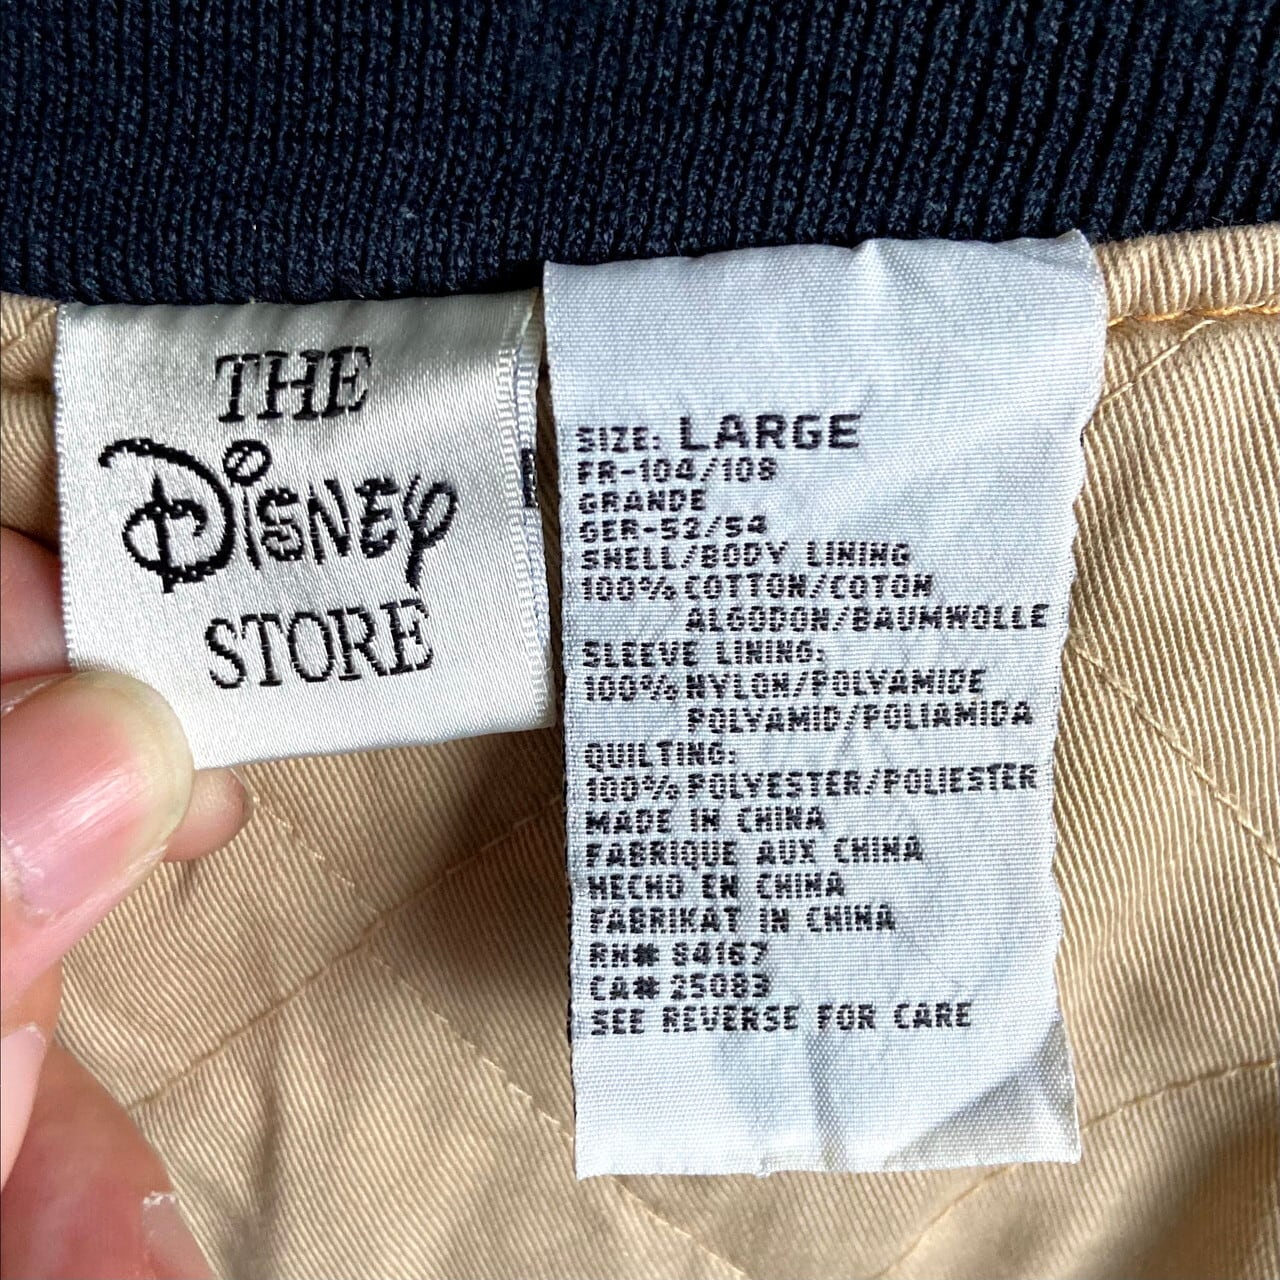 THE
DISNEY
STORE
SIZE: LARGE
FR-104/108
GRANDE
GER-52/54
SHELL/BODY LINING
100% COTTON/COTON
ALGODON/BAUMWOLLE
SLEEVE LINING:
100% NYLON/POLYAMIDE
POLYAMID/POLIAMIDA
QUILTING:
100% POLYESTER/POLIESTER
MADE IN CHINA
FABRIQUE AUX CHINA
HECHO EN CHINA
FABRIKAT IN CHINA
RN# 84167
CA# 25083
SEE REVERSE FOR CARE